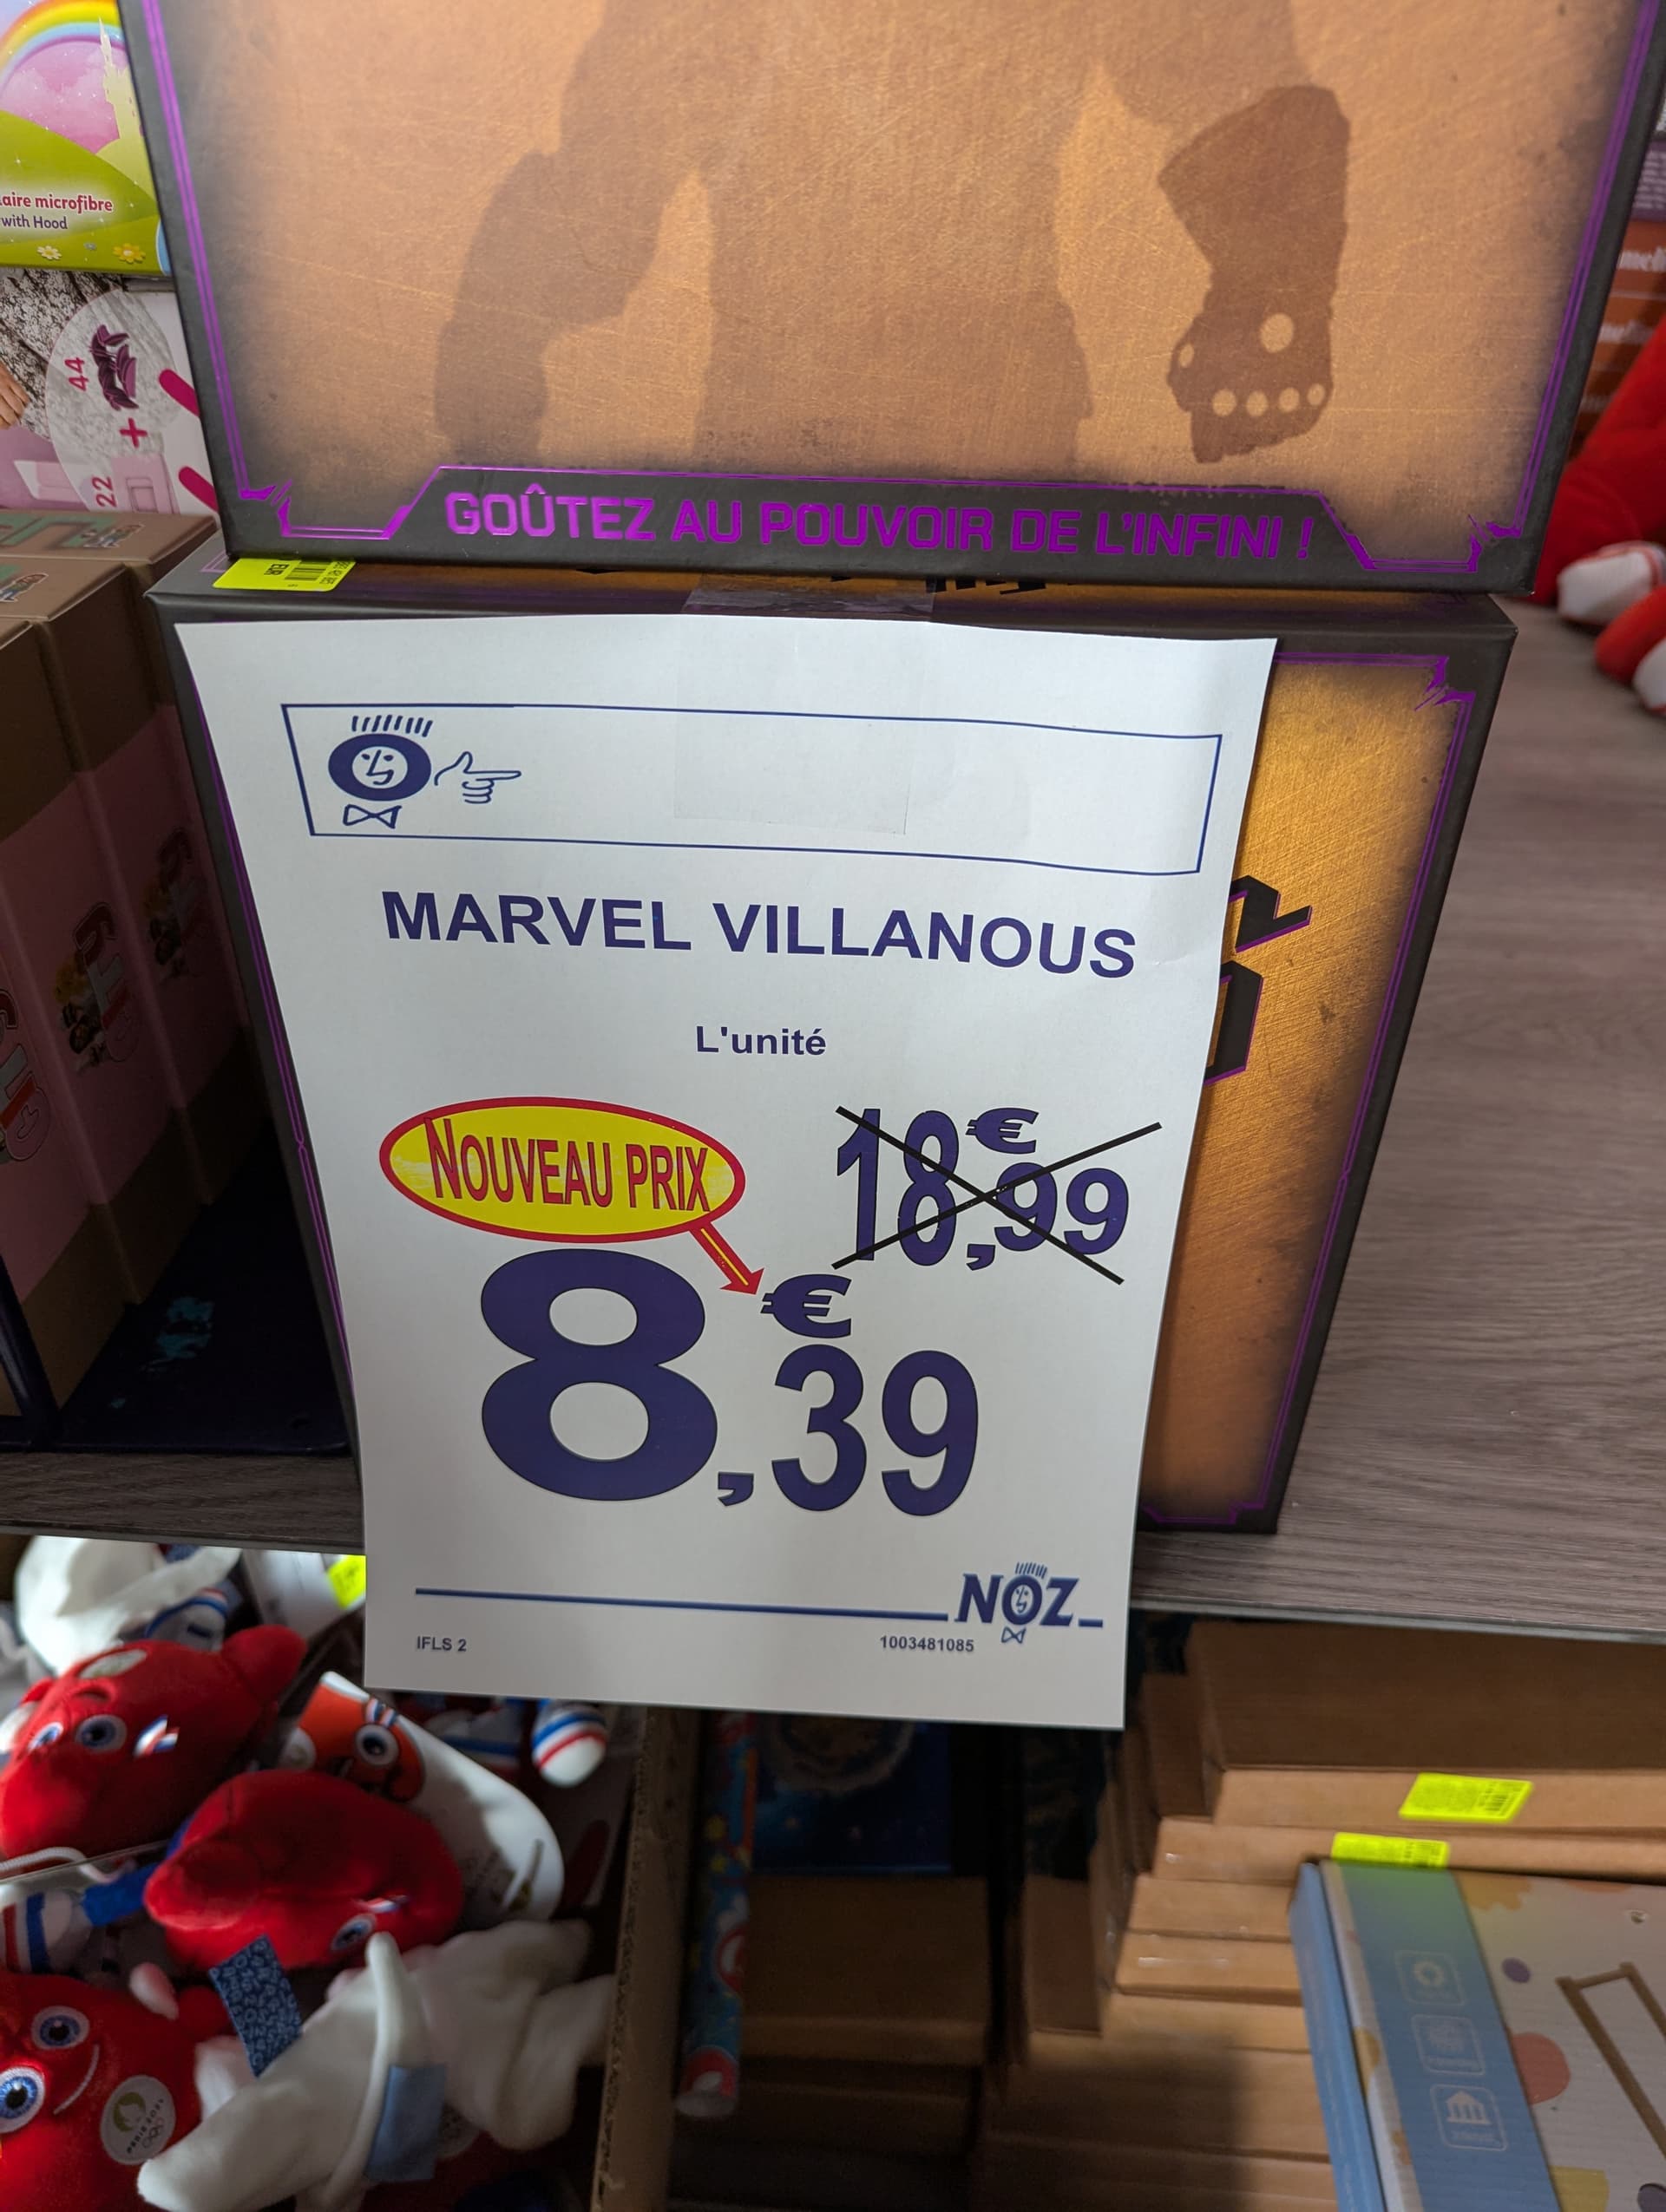 aire microfibre
with Hood
44
+
22
GOÛTEZ AU POUVOIR DE L'INFINI !
EUR
MARVEL VILLANOUS
L'unité
NOUVEAU PRIX
18,€99
8,€39
NOZ
IFLS 2
1003481085